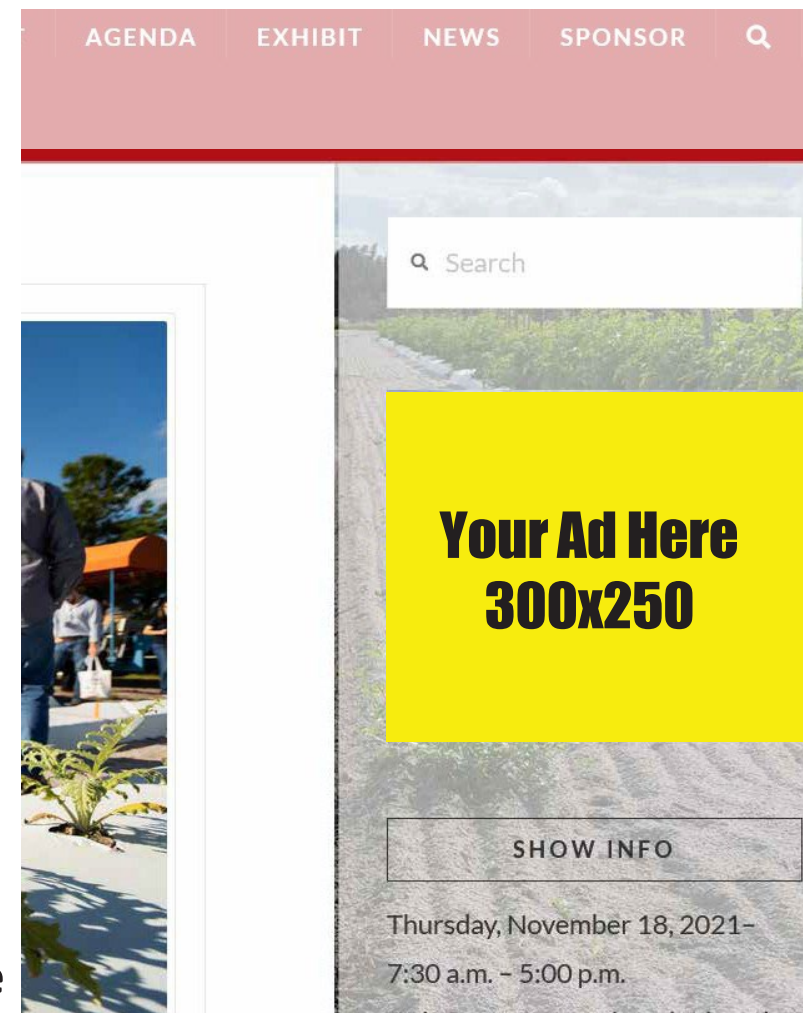 AGENDA EXHIBIT NEWS SPONSOR
Search
Your Ad Here
300x250
SHOW INFO
Thursday, November 18, 2021–
7:30 a.m. – 5:00 p.m.